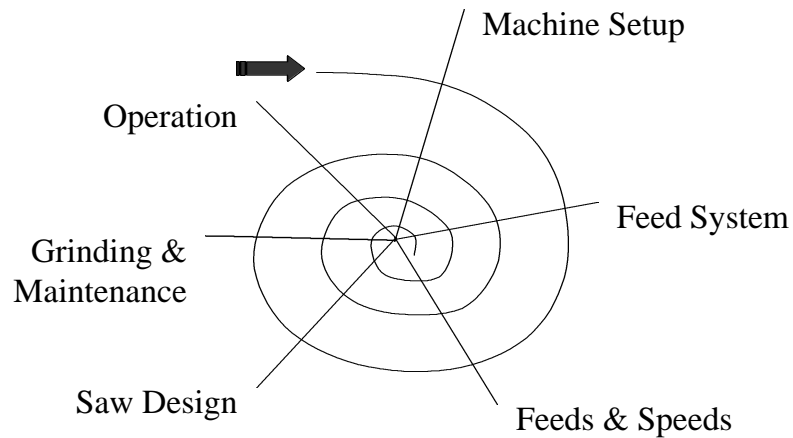 Machine Setup
Operation
Feed System
Grinding &
Maintenance
Saw Design
Feeds & Speeds